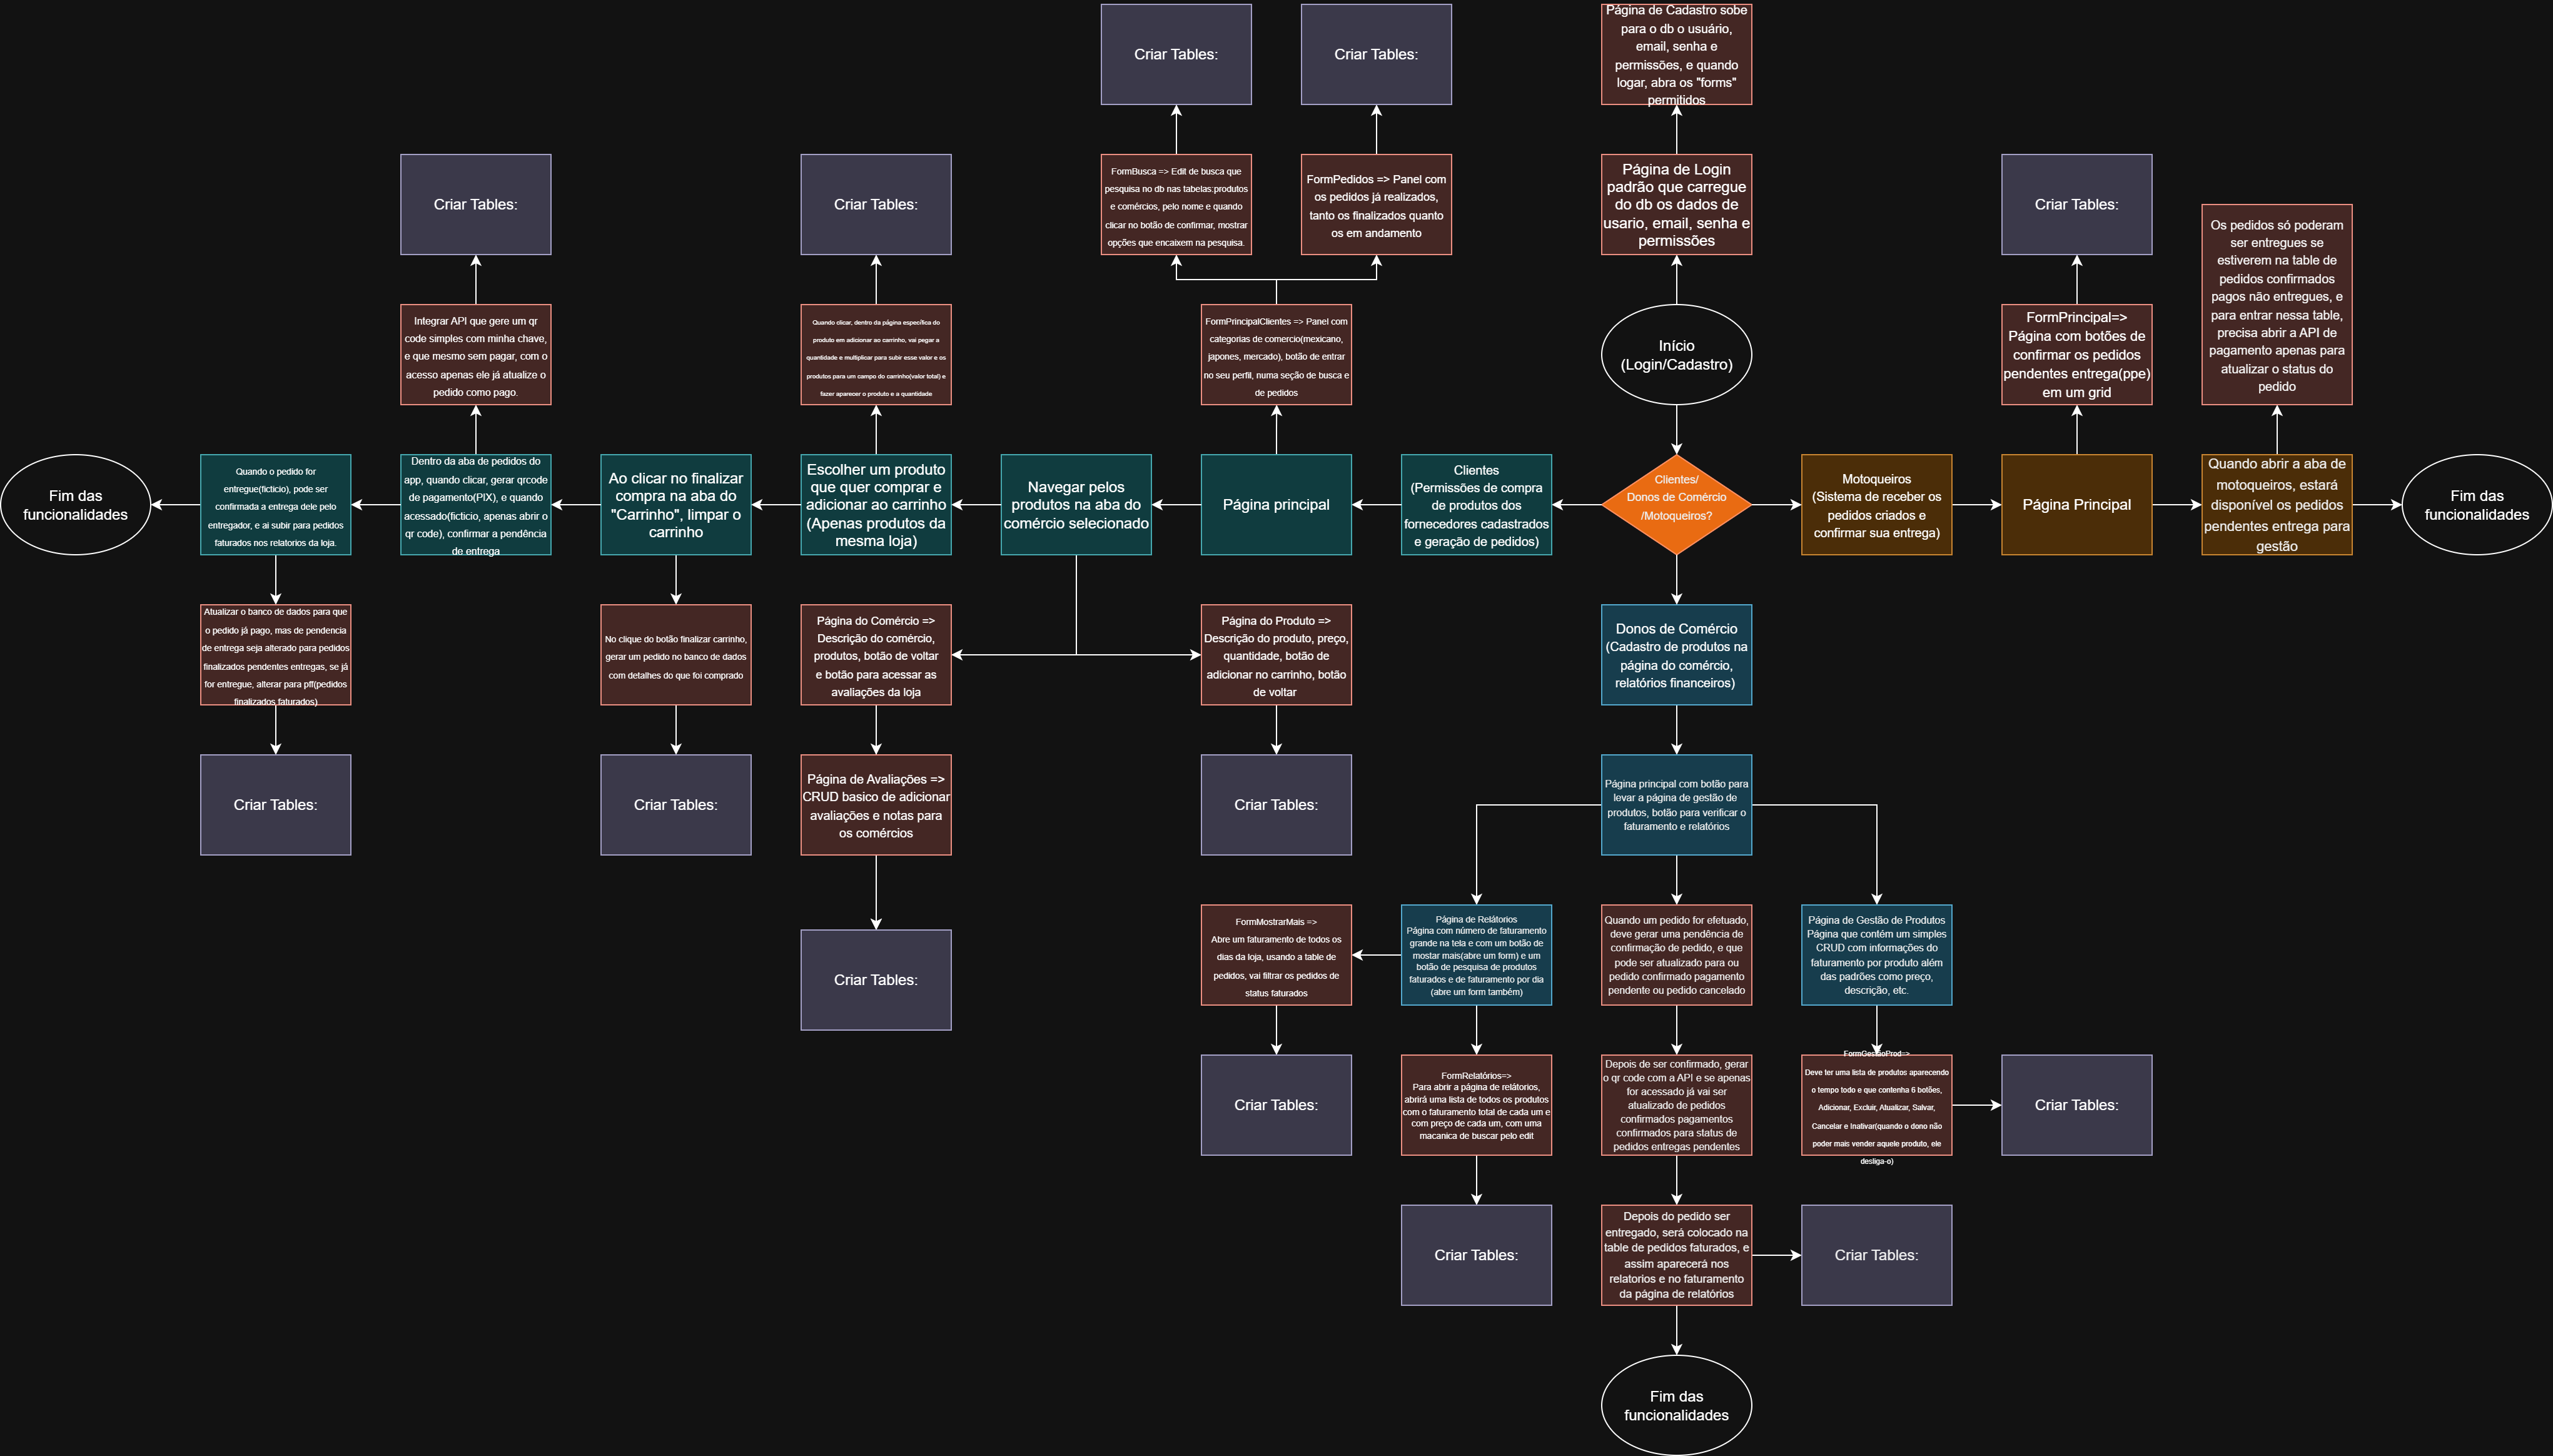 Criar Tables:
Criar Tables:
Página de Cadastro sobe
para o db o usuário,
email, senha e
permissões, e quando
logar, abra os "forms"
permitidos
Criar Tables:
Criar Tables:
FormBusca => Edit de busca que
pesquisa no db nas tabelas:produtos
e comércios, pelo nome e quando
clicar no botão de confirmar, mostrar
opções que encaixem na pesquisa.
FormPedidos => Panel com
os pedidos já realizados,
tanto os finalizados quanto
os em andamento
Página de Login
padrão que carregue
do db os dados de
usario, email, senha e
permissões
Criar Tables:
Os pedidos só poderam
ser entregues se
estiverem na table de
pedidos confirmados
pagos não entregues, e
para entrar nessa table,
precisa abrir a API de
pagamento apenas para
atualizar o status do
pedido
Integrar API que gere um qr
code simples com minha chave,
e que mesmo sem pagar, com o
acesso apenas ele já atualize o
pedido como pago.
Quando clicar, dentro da página específica do
produto em adicionar ao carrinho, vai pegar a
quantidade e multiplicar para subir esse valor e os
produtos para um campo do carrinho(valor total) e
fazer aparecer o produto e a quantidade
FormPrincipalClientes => Panel com
categorias de comercio(mexicano,
japones, mercado), botão de entrar
no seu perfil, numa seção de busca e
de pedidos
Início
(Login/Cadastro)
FormPrincipal=>
Página com botões de
confirmar os pedidos
pendentes entrega(ppe)
em um grid
Fim das
funcionalidades
Quando o pedido for
entregue(ficticio), pode ser
confirmada a entrega dele pelo
entregador, e ai subir para pedidos
faturados nos relatorios da loja.
Dentro da aba de pedidos do
app, quando clicar, gerar qrcode
de pagamento(PIX), e quando
acessado(ficticio, apenas abrir o
qr code), confirmar a pendência
de entrega
Ao clicar no finalizar
compra na aba do
"Carrinho", limpar o
carrinho
Escolher um produto
que quer comprar e
adicionar ao carrinho
(Apenas produtos da
mesma loja)
Navegar pelos
produtos na aba do
comércio selecionado
Página principal
Clientes
(Permissões de compra
de produtos dos
fornecedores cadastrados
e geração de pedidos)
Clientes/
Donos de Comércio
/Motoqueiros?
Motoqueiros
(Sistema de receber os
pedidos criados e
confirmar sua entrega)
Página Principal
Quando abrir a aba de
motoqueiros, estará
disponível os pedidos
pendentes entrega para
gestão
Fim das
funcionalidades
Atualizar o banco de dados para que
o pedido já pago, mas de pendencia
de entrega seja alterado para pedidos
finalizados pendentes entregas, se já
for entregue, alterar para pff(pedidos
finalizados faturados)
No clique do botão finalizar carrinho,
gerar um pedido no banco de dados
com detalhes do que foi comprado
Página do Comércio =>
Descrição do comércio,
produtos, botão de voltar
e botão para acessar as
avaliações da loja
Página do Produto =>
Descrição do produto, preço,
quantidade, botão de
adicionar no carrinho, botão
de voltar
Donos de Comércio
(Cadastro de produtos na
página do comércio,
relatórios financeiros)
Criar Tables:
Criar Tables:
Página de Avaliações =>
CRUD basico de adicionar
avaliações e notas para
os comércios
Criar Tables:
Página principal com botão para
levar a página de gestão de
produtos, botão para verificar o
faturamento e relatórios
Criar Tables:
FormMostrarMais =>
Abre um faturamento de todos os
dias da loja, usando a table de
pedidos, vai filtrar os pedidos de
status faturados
Página de Relátorios
Página com número de faturamento
grande na tela e com um botão de
mostar mais(abre um form) e um
botão de pesquisa de produtos
faturados e de faturamento por dia
(abre um form também)
Quando um pedido for efetuado,
deve gerar uma pendência de
confirmação de pedido, e que
pode ser atualizado para ou
pedido confirmado pagamento
pendente ou pedido cancelado
Página de Gestão de Produtos
Página que contém um simples
CRUD com informações do
faturamento por produto além
das padrões como preço,
descrição, etc.
Criar Tables:
FormRelatórios=>
Para abrir a página de relátorios,
abrirá uma lista de todos os produtos
com o faturamento total de cada um e
com preço de cada um, com uma
macanica de buscar pelo edit
Depois de ser confirmado, gerar
o qr code com a API e se apenas
for acessado já vai ser
atualizado de pedidos
confirmados pagamentos
confirmados para status de
pedidos entregas pendentes
FormGestãoProd=>
Deve ter uma lista de produtos aparecendo
o tempo todo e que contenha 6 botões,
Adicionar, Excluir, Atualizar, Salvar,
Cancelar e Inativar(quando o dono não
poder mais vender aquele produto, ele
desliga-o)
Criar Tables:
Criar Tables:
Depois do pedido ser
entregado, será colocado na
table de pedidos faturados, e
assim aparecerá nos
relatorios e no faturamento
da página de relatórios
Criar Tables:
Fim das
funcionalidades